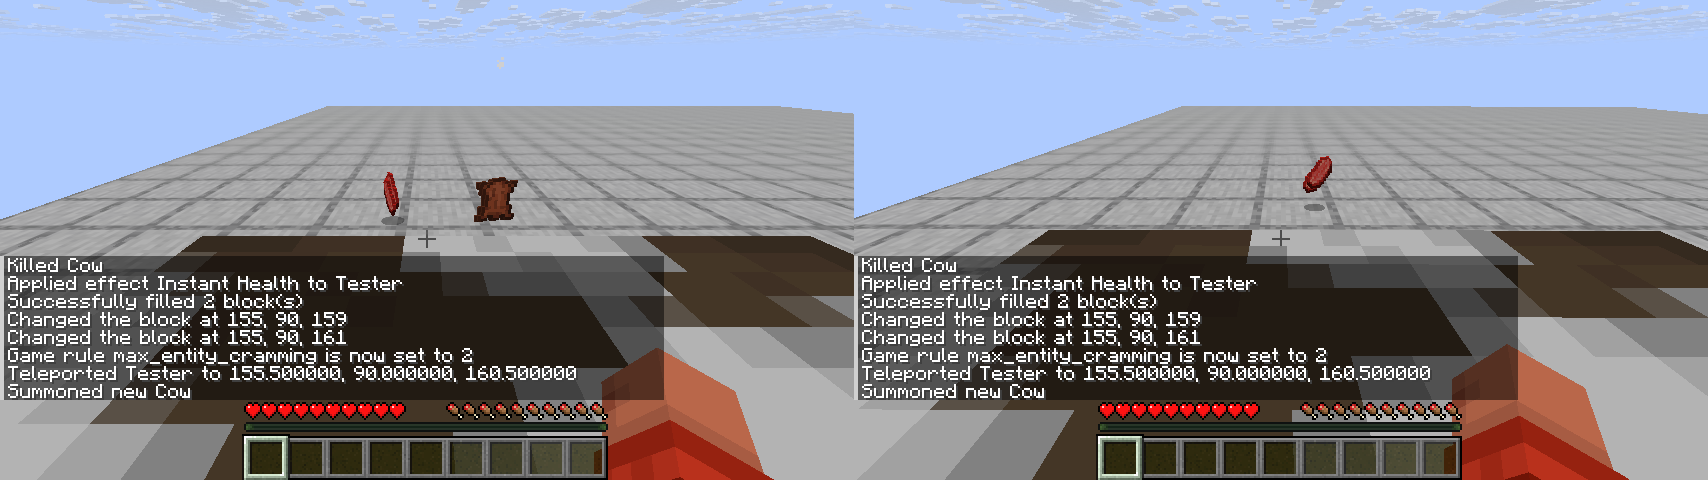 Killed Cow
Applied effect Instant Health to Tester
Successfully filled 2 block(s)
Changed the block at 155, 90, 159
Changed the block at 155, 90, 161
Game rule max_entity_cramming is now set to 2
Teleported Tester to 155.500000, 90.000000, 160.500000
Summoned new Cow
Killed Cow
Applied effect Instant Health to Tester
Successfully filled 2 block(s)
Changed the block at 155, 90, 159
Changed the block at 155, 90, 161
Game rule max_entity_cramming is now set to 2
Teleported Tester to 155.500000, 90.000000, 160.500000
Summoned new Cow